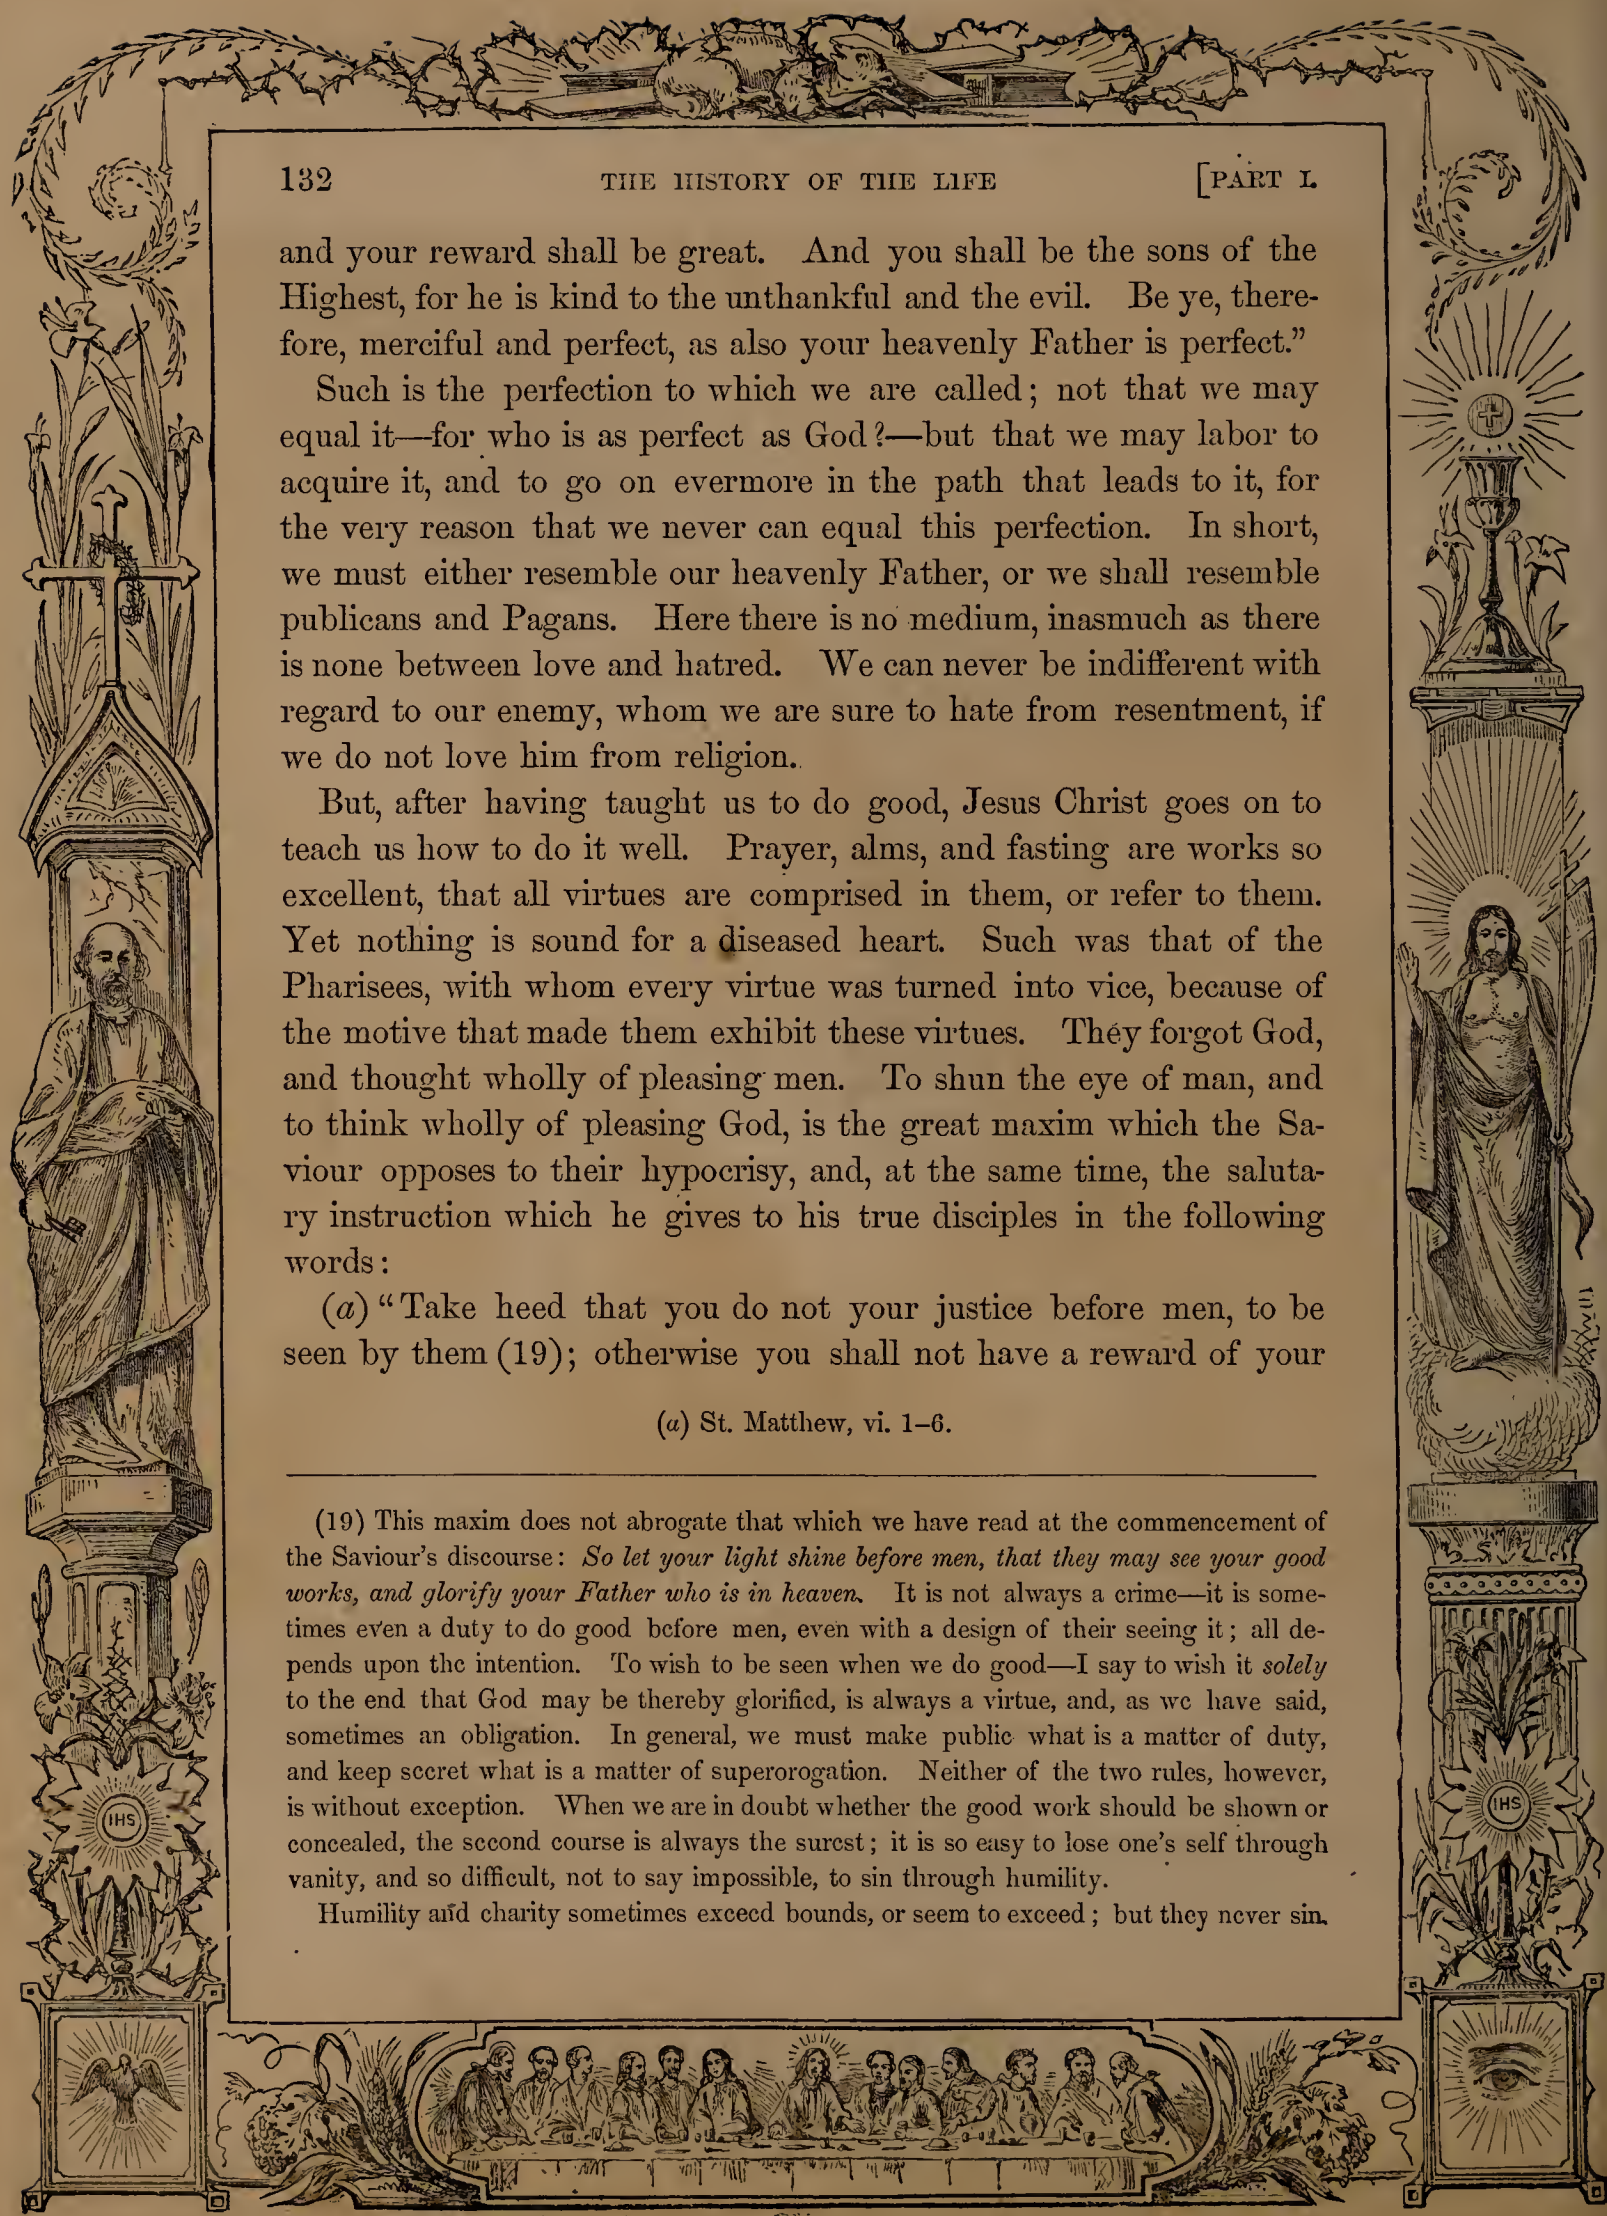 132 THE HISTORY OF THE LIFE [PART I.
and your reward shall be great. And you shall be the sons of the
Highest, for he is kind to the unthankful and the evil. Be ye, there-
fore, merciful and perfect, as also your heavenly Father is perfect.”
Such is the perfection to which we are called; not that we may
equal it—for who is as perfect as God?—but that we may labor to
acquire it, and to go on evermore in the path that leads to it, for
the very reason that we never can equal this perfection. In short,
we must either resemble our heavenly Father, or we shall resemble
publicans and Pagans. Here there is no medium, inasmuch as there
is none between love and hatred. We can never be indifferent with
regard to our enemy, whom we are sure to hate from resentment, if
we do not love him from religion.
But, after having taught us to do good, Jesus Christ goes on to
teach us how to do it well. Prayer, alms, and fasting are works so
excellent, that all virtues are comprised in them, or refer to them.
Yet nothing is sound for a diseased heart. Such was that of the
Pharisees, with whom every virtue was turned into vice, because of
the motive that made them exhibit these virtues. They forgot God,
and thought wholly of pleasing men. To shun the eye of man, and
to think wholly of pleasing God, is the great maxim which the Sa-
viour opposes to their hypocrisy, and, at the same time, the saluta-
ry instruction which he gives to his true disciples in the following
words:
(a) “Take heed that you do not your justice before men, to be
seen by them (19); otherwise you shall not have a reward of your
(a) St. Matthew, vi. 1–6.
(19) This maxim does not abrogate that which we have read at the commencement of
the Saviour’s discourse: So let your light shine before men, that they may see your good
works, and glorify your Father who is in heaven. It is not always a crime—it is some-
times even a duty to do good before men, even with a design of their seeing it; all de-
pends upon the intention. To wish to be seen when we do good—I say to wish it solely
to the end that God may be thereby glorified, is always a virtue, and, as we have said,
sometimes an obligation. In general, we must make public what is a matter of duty,
and keep secret what is a matter of superorogation. Neither of the two rules, however,
is without exception. When we are in doubt whether the good work should be shown or
concealed, the second course is always the surest; it is so easy to lose one’s self through
vanity, and so difficult, not to say impossible, to sin through humility.
Humility and charity sometimes exceed bounds, or seem to exceed; but they never sin.
IHS
IHS